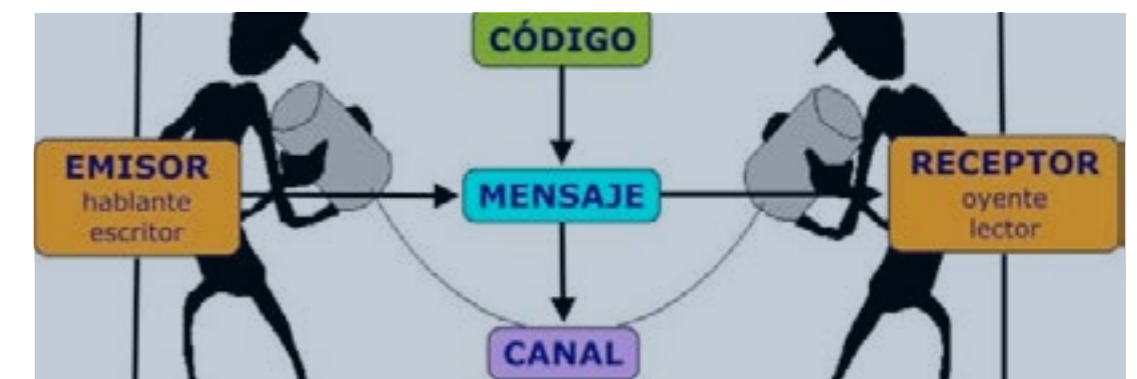 CÓDIGO
EMISOR
hablante
escritor
MENSAJE
RECEPTOR
oyente
lector
CANAL